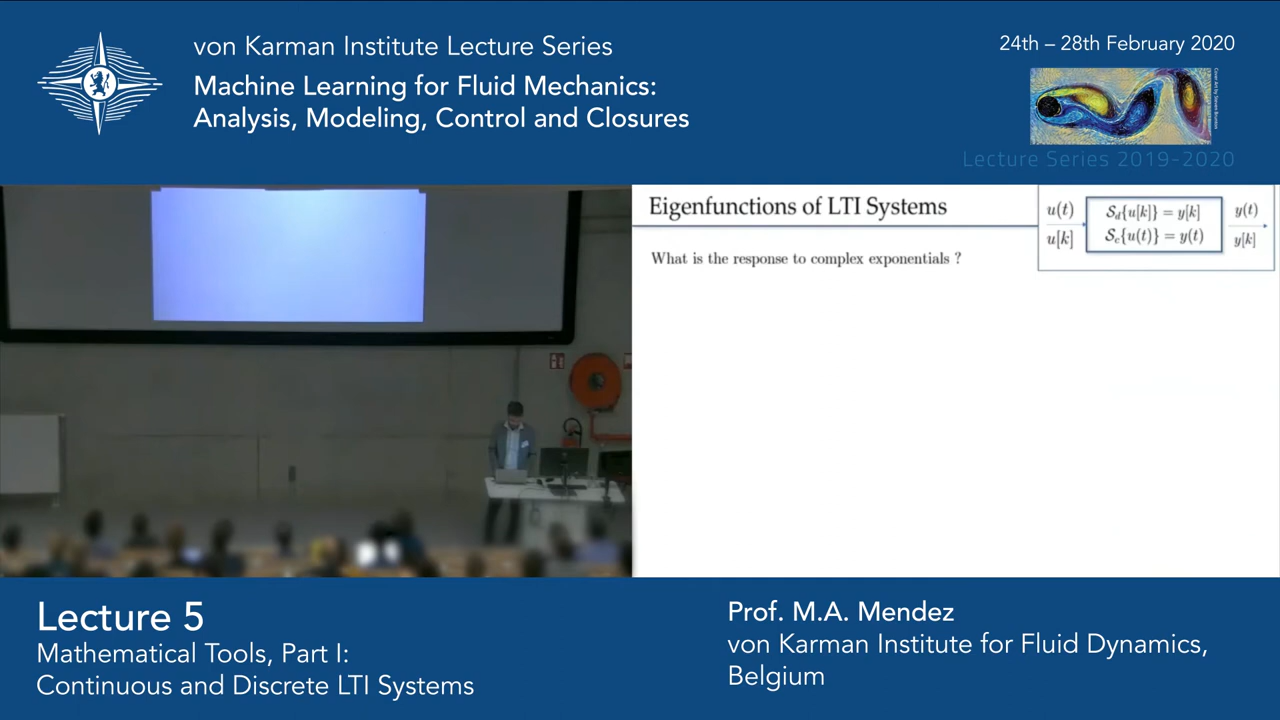 von Karman Institute Lecture Series
Machine Learning for Fluid Mechanics:
Analysis, Modeling, Control and Closures
24th – 28th February 2020
Lecture Series 2019-2020
Eigenfunctions of LTI Systems
u(t)
u[k]
𝒮_d{u[k]} = y[k]
𝒮_c{u(t)} = y(t)
y(t)
y[k]
What is the response to complex exponentials ?
Lecture 5
Mathematical Tools, Part I:
Continuous and Discrete LTI Systems
Prof. M.A. Mendez
von Karman Institute for Fluid Dynamics,
Belgium